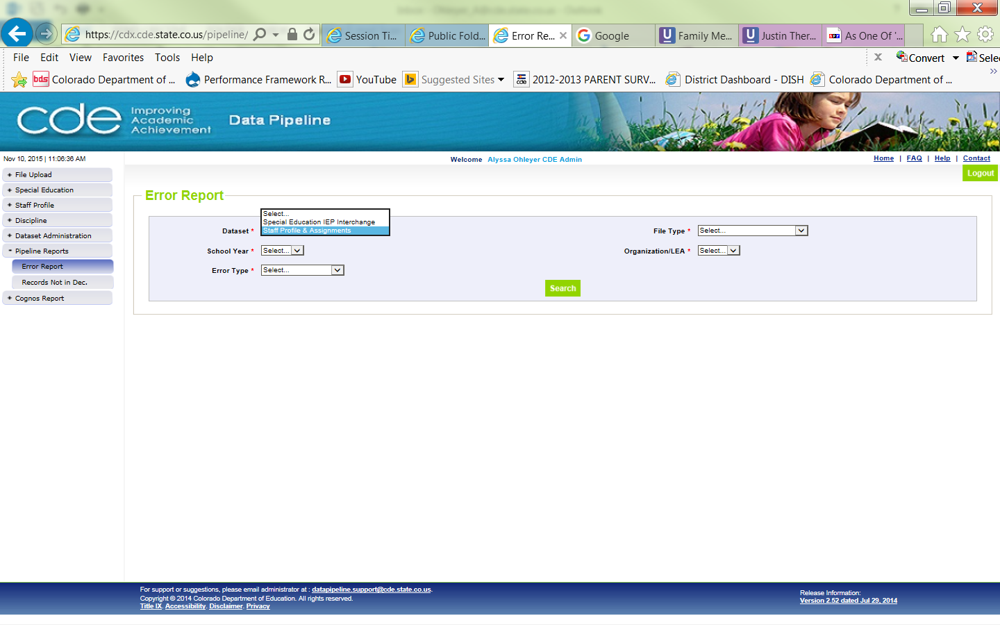 https://cdx.cde.state.co.us/pipeline/
Session Ti...
Public Fold...
Error Re...
Google
Family Me...
Justin Ther...
As One Of '...
File Edit View Favorites Tools Help
Convert
Selec
bds Colorado Department of ...
Performance Framework R...
YouTube
Suggested Sites
2012-2013 PARENT SURV...
District Dashboard - DISH
Colorado Department of ...
cde Improving
Academic
Achievement
Data Pipeline
Nov 10, 2015 | 11:06:36 AM
Welcome Alyssa Ohleyer CDE Admin
Home | FAQ | Help | Contact
Logout
+ File Upload
+ Special Education
+ Staff Profile
+ Discipline
+ Dataset Administration
- Pipeline Reports
Error Report
Records Not in Dec.
+ Cognos Report
Error Report
Dataset *
Select...
Special Education IEP Interchange
Staff Profile & Assignments
File Type * Select...
School Year * Select...
Organization/LEA * Select...
Error Type * Select...
Search
For support or suggestions, please email administrator at : datapipeline.support@cde.state.co.us.
Copyright © 2014 Colorado Department of Education. All rights reserved.
Title IX. Accessibility. Disclaimer. Privacy
Release Information:
Version 2.52 dated Jul 29, 2014